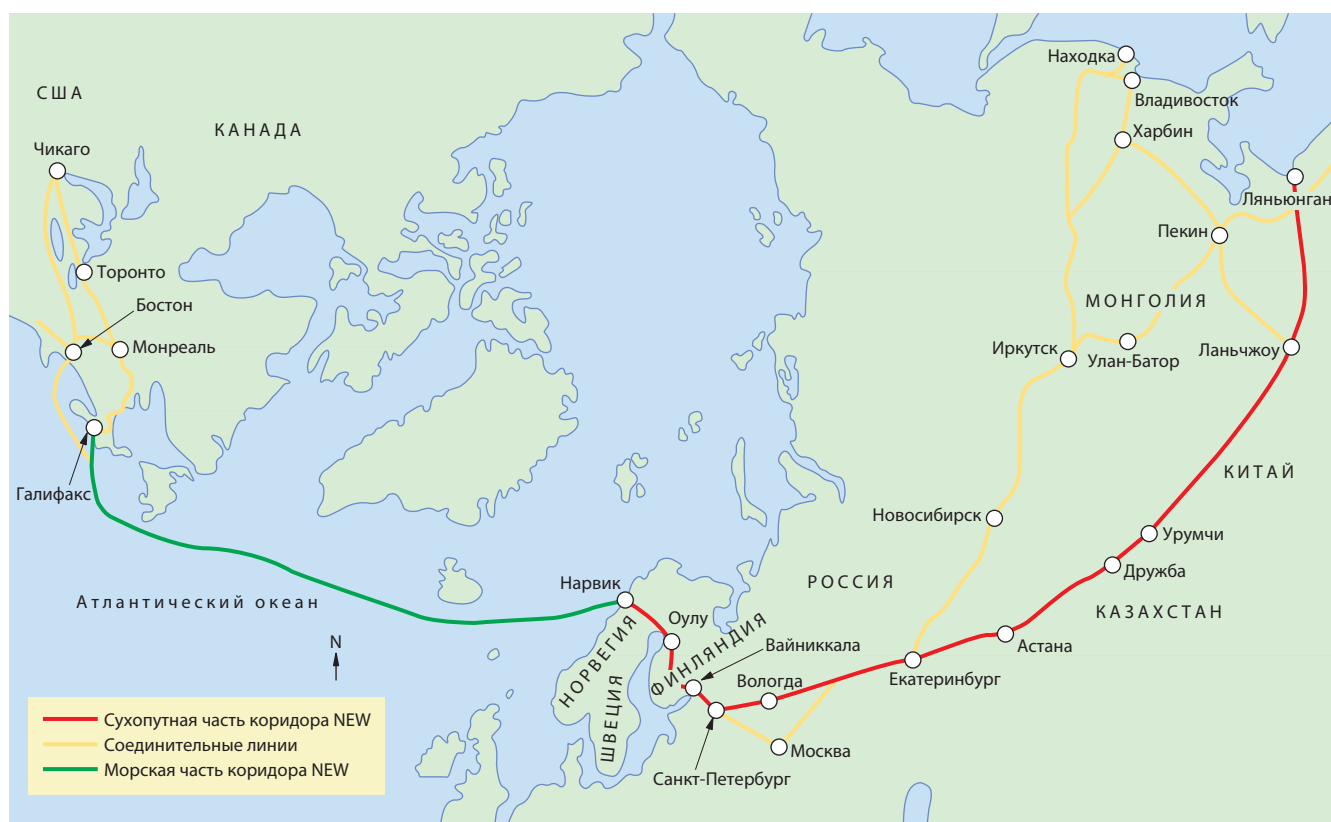 США
КАНАДА
Чикаго
Торонто
Бостон
Монреаль
Галифакс
Атлантический океан
N
Находка
Владивосток
Харбин
Ляньюнган
Пекин
МОНГОЛИЯ
Иркутск
Улан-Батор
Ланьчжоу
КИТАЙ
Новосибирск
Урумчи
Дружба
РОССИЯ
КАЗАХСТАН
Астана
Екатеринбург
Нарвик
Оулу
НОРВЕГИЯ
ШВЕЦИЯ
ФИНЛЯНДИЯ
Вайниккала
Вологда
Москва
Санкт-Петербург
Сухопутная часть коридора NEW
Соединительные линии
Морская часть коридора NEW